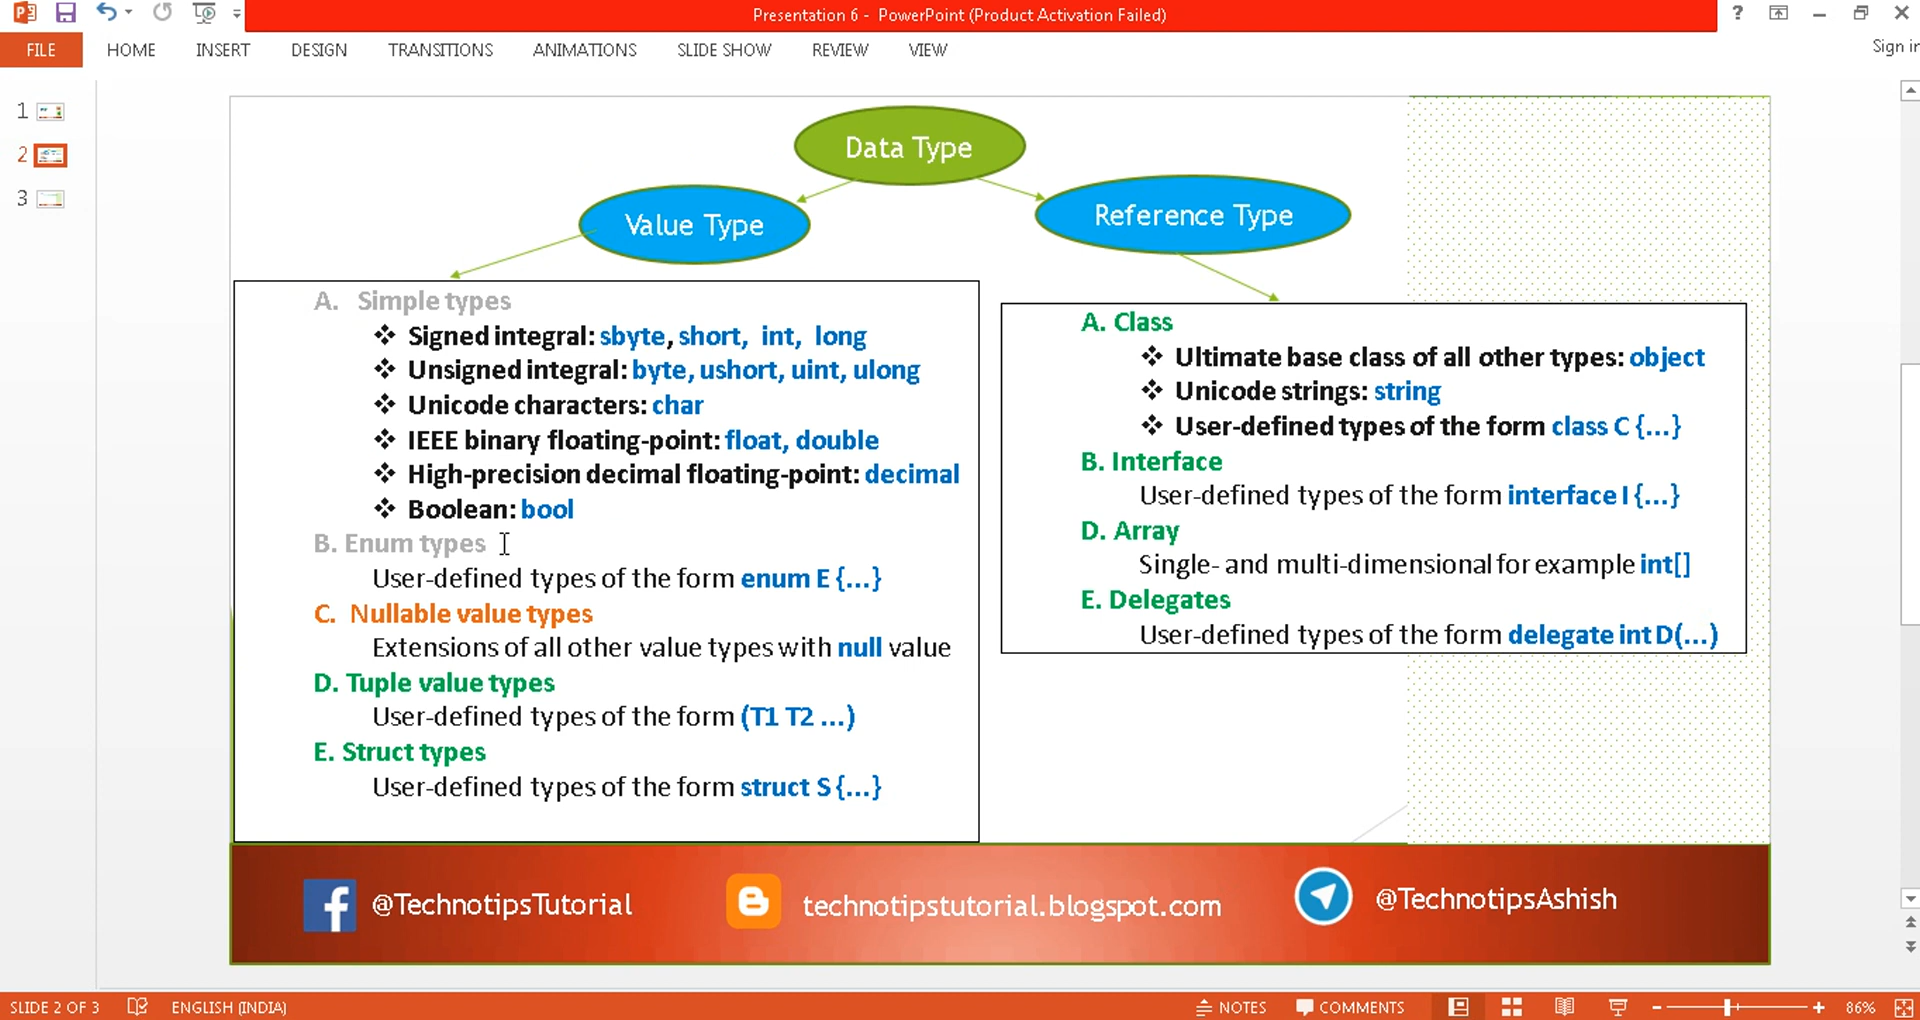 Presentation 6 - PowerPoint (Product Activation Failed)
?
FILE HOME INSERT DESIGN TRANSITIONS ANIMATIONS SLIDE SHOW REVIEW VIEW
Sign in
1
2
3
Data Type
Value Type
Reference Type
A. Simple types
❖ Signed integral: sbyte, short, int, long
❖ Unsigned integral: byte, ushort, uint, ulong
❖ Unicode characters: char
❖ IEEE binary floating-point: float, double
❖ High-precision decimal floating-point: decimal
❖ Boolean: bool
B. Enum types
User-defined types of the form enum E {...}
C. Nullable value types
Extensions of all other value types with null value
D. Tuple value types
User-defined types of the form (T1 T2 ...)
E. Struct types
User-defined types of the form struct S {...}
A. Class
❖ Ultimate base class of all other types: object
❖ Unicode strings: string
❖ User-defined types of the form class C {...}
B. Interface
User-defined types of the form interface I {...}
D. Array
Single- and multi-dimensional for example int[]
E. Delegates
User-defined types of the form delegate int D(...)
@TechnotipsTutorial
technotipstutorial.blogspot.com
@TechnotipsAshish
SLIDE 2 OF 3 ENGLISH (INDIA) NOTES COMMENTS 86%